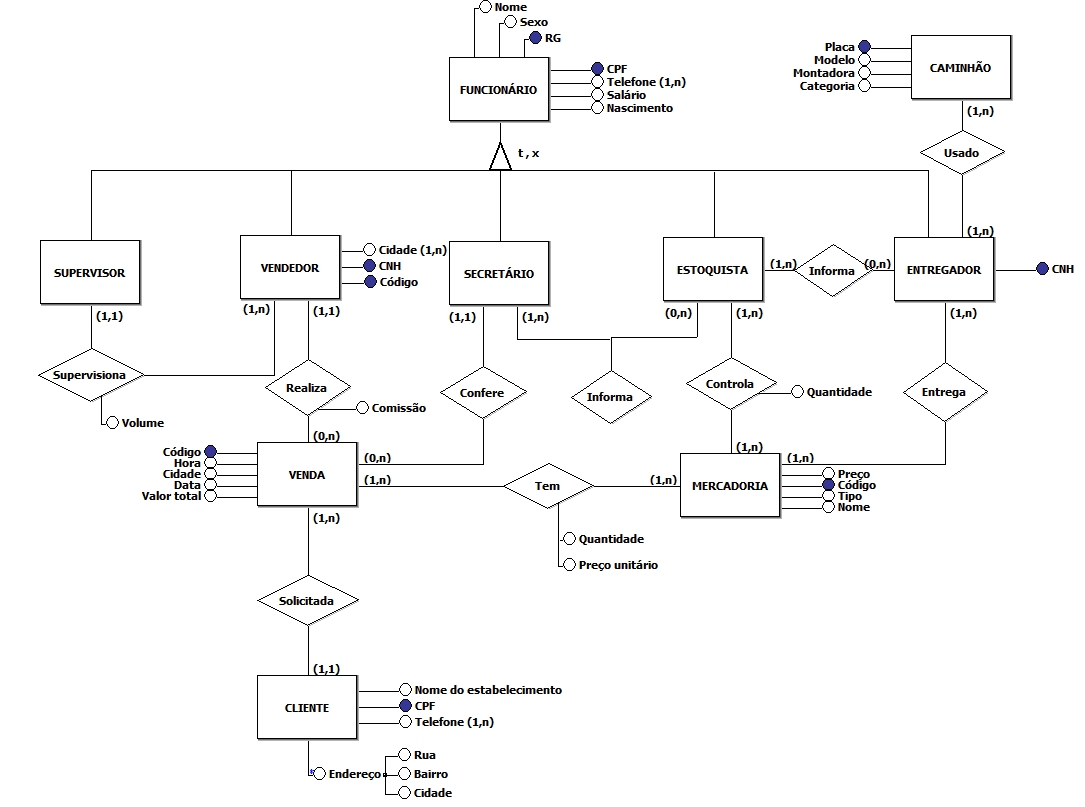 Nome
Sexo
RG
FUNCIONÁRIO
CPF
Telefone (1,n)
Salário
Nascimento
Placa
Modelo
Montadora
Categoria
CAMINHÃO
(1,n)
Usado
(1,n)
t,x
SUPERVISOR
(1,1)
VENDEDOR
Cidade (1,n)
CNH
Código
(1,n)
(1,1)
SECRETÁRIO
(1,1)
(1,n)
ESTOQUISTA
(1,n)
Informa
(0,n)
ENTREGADOR
CNH
(0,n)
(1,n)
(1,n)
Supervisiona
Volume
Realiza
Comissão
Confere
Informa
Controla
Quantidade
Entrega
(0,n)
Código
Hora
Cidade
Data
Valor total
VENDA
(0,n)
(1,n)
(1,n)
Tem
Quantidade
Preço unitário
(1,n)
(1,n)
(1,n)
MERCADORIA
Preço
Código
Tipo
Nome
Solicitada
(1,1)
CLIENTE
Nome do estabelecimento
CPF
Telefone (1,n)
Endereço
Rua
Bairro
Cidade